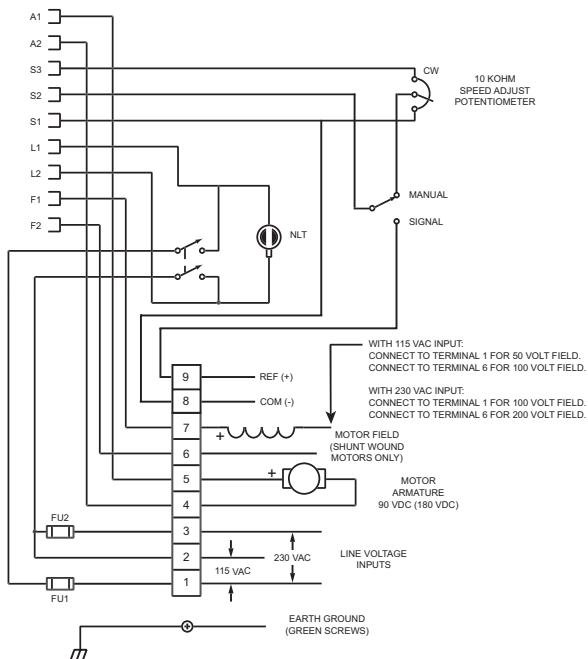 A1
A2
S3
S2
S1
L1
L2
F1
F2
CW
10 KOHM
SPEED ADJUST
POTENTIOMETER
MANUAL
SIGNAL
NLT
WITH 115 VAC INPUT:
CONNECT TO TERMINAL 1 FOR 50 VOLT FIELD.
CONNECT TO TERMINAL 6 FOR 100 VOLT FIELD.
WITH 230 VAC INPUT:
CONNECT TO TERMINAL 1 FOR 100 VOLT FIELD.
CONNECT TO TERMINAL 6 FOR 200 VOLT FIELD.
9 REF (+)
8 COM (-)
7 +
MOTOR FIELD
(SHUNT WOUND
MOTORS ONLY)
6
5 +
MOTOR
ARMATURE
90 VDC (180 VDC)
4
FU2
3
2
1
115 VAC
230 VAC
LINE VOLTAGE
INPUTS
FU1
EARTH GROUND
(GREEN SCREWS)